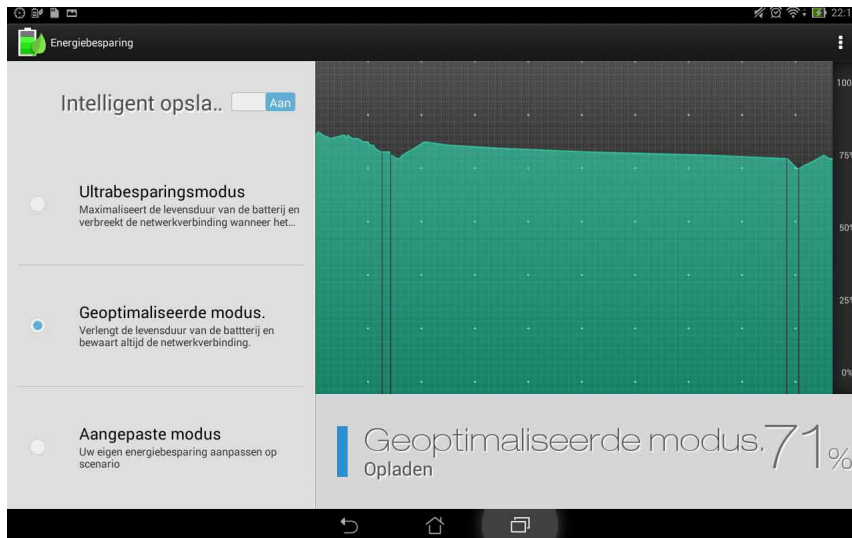 22:1
Energiebesparing
Intelligent opsla..
Aan
Ultrabesparingsmodus
Maximaliseert de levensduur van de batterij en
verbreekt de netwerkverbinding wanneer het...
Geoptimaliseerde modus.
Verlengt de levensduur van de battterij en
bewaart altijd de netwerkverbinding.
Aangepaste modus
Uw eigen energiebesparing aanpassen op
scenario
100
75%
50%
25%
0%
Geoptimaliseerde modus. 71%
Opladen